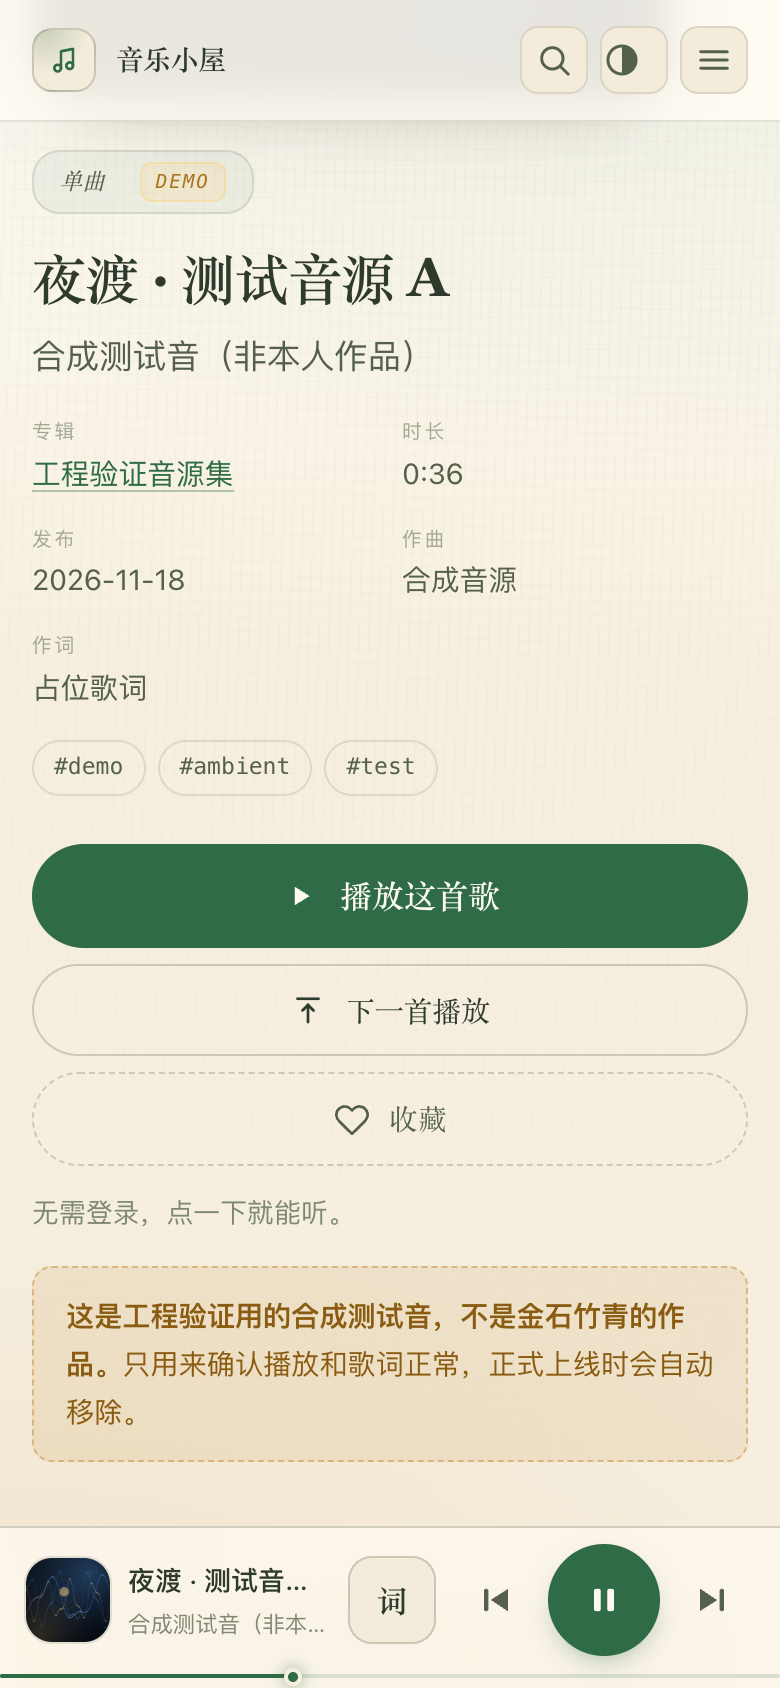 音乐小屋
单曲 DEMO
夜渡 · 测试音源 A
合成测试音（非本人作品）
专辑 时长
工程验证音源集 0:36
发布 作曲
2026-11-18 合成音源
作词
占位歌词
#demo #ambient #test
播放这首歌
下一首播放
收藏
无需登录，点一下就能听。
这是工程验证用的合成测试音，不是金石竹青的作
品。只用来确认播放和歌词正常，正式上线时会自动
移除。
夜渡 · 测试音...
合成测试音（非本...
词